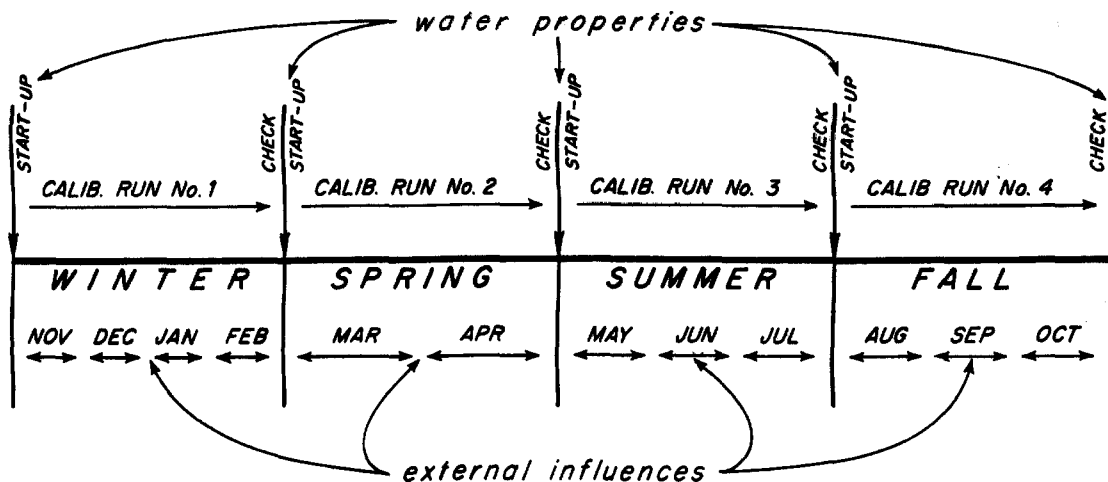 water properties
START-UP
CHECK
START-UP
CHECK
START-UP
CHECK
START-UP
CHECK
CALIB. RUN No. 1
CALIB. RUN No. 2
CALIB. RUN No. 3
CALIB RUN No. 4
WINTER
SPRING
SUMMER
FALL
NOV DEC JAN FEB
MAR APR
MAY JUN JUL
AUG SEP OCT
external influences